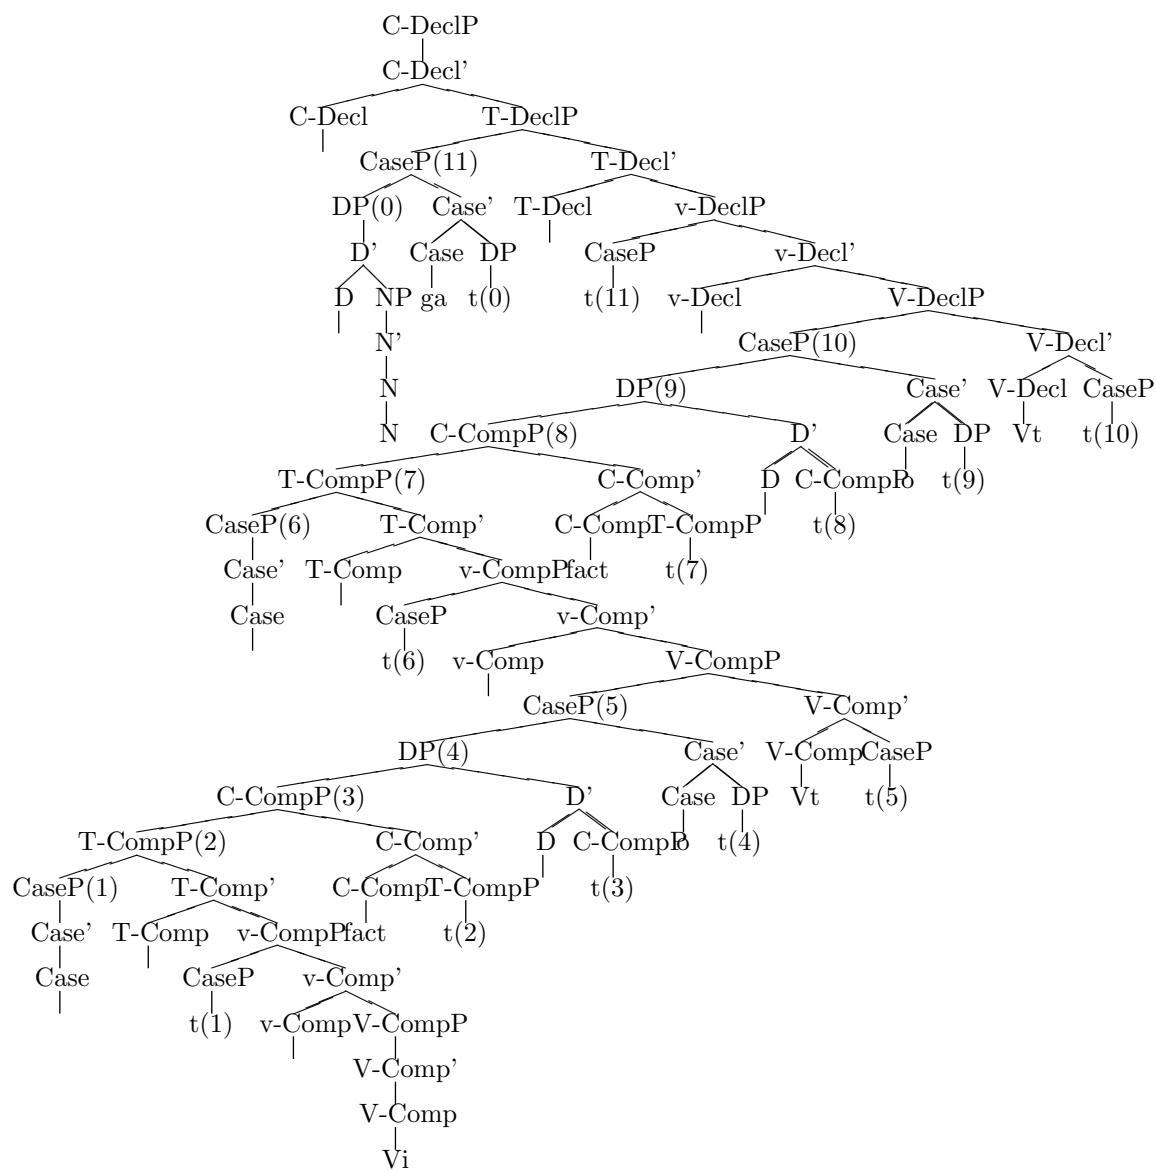 C-DeclP
C-Decl'
C-Decl T-DeclP
CaseP(11) T-Decl'
DP(0) Case' T-Decl v-DeclP
D' Case DP CaseP v-Decl'
D NP ga t(0) t(11) v-Decl V-DeclP
N' CaseP(10) V-Decl'
N DP(9) Case' V-Decl CaseP
N C-CompP(8) D' Case DP Vt t(10)
T-CompP(7) C-Comp' D C-CompP o t(9)
CaseP(6) T-Comp' C-Comp T-CompP t(8)
Case' T-Comp v-CompP fact t(7)
Case CaseP v-Comp'
t(6) v-Comp V-CompP
CaseP(5) V-Comp'
DP(4) Case' V-Comp CaseP
C-CompP(3) D' Case DP Vt t(5)
T-CompP(2) C-Comp' D C-CompP o t(4)
CaseP(1) T-Comp' C-Comp T-CompP t(3)
Case' T-Comp v-CompP fact t(2)
Case CaseP v-Comp'
t(1) v-Comp V-CompP
V-Comp'
V-Comp
Vi